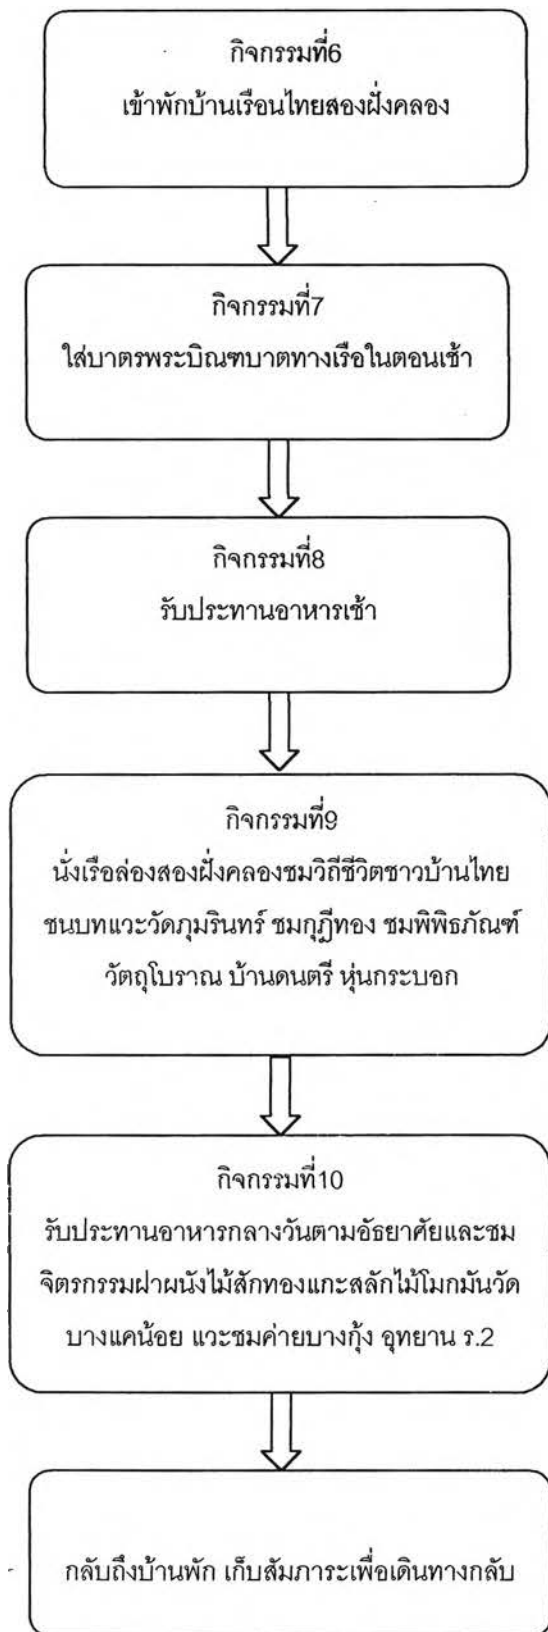 กิจกรรมที่6
เข้าพักบ้านเรือนไทยสองฝั่งคลอง
กิจกรรมที่7
ใส่บาตรพระบิณฑบาตทางเรือในตอนเช้า
กิจกรรมที่8
รับประทานอาหารเช้า
กิจกรรมที่9
นั่งเรือล่องสองฝั่งคลองชมวิถีชีวิตชาวบ้านไทย
ชนบทแวะวัดภุมรินทร์ ชมกุฎีทอง ชมพิพิธภัณฑ์
วัตถุโบราณ บ้านดนตรี หุ่นกระบอก
กิจกรรมที่10
รับประทานอาหารกลางวันตามอัธยาศัยและชม
จิตรกรรมฝาผนังไม้สักทองแกะสลักไม้โมกมันวัด
บางแคน้อย แวะชมค่ายบางกุ้ง อุทยาน ร.2
กลับถึงบ้านพัก เก็บสัมภาระเพื่อเดินทางกลับ